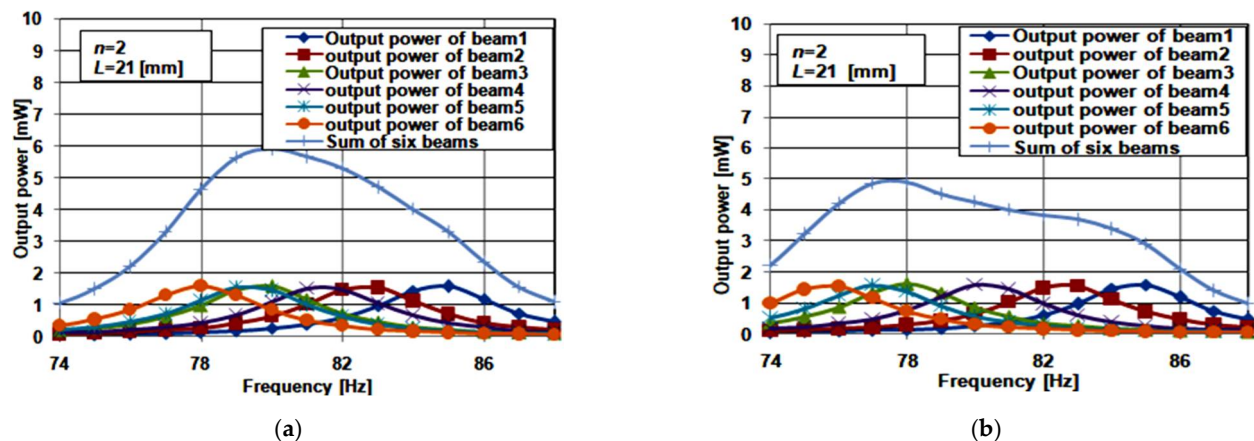 10
9
8
7
6
5
4
3
2
1
0
Output power [mW]
n=2
L=21 [mm]
Output power of beam1
output power of beam2
Output power of beam3
output power of beam4
output power of beam5
output power of beam6
Sum of six beams
74
78
82
86
Frequency [Hz]
(a)
10
9
8
7
6
5
4
3
2
1
0
Output power [mW]
n=2
L=21 [mm]
Output power of beam1
output power of beam2
Output power of beam3
output power of beam4
output power of beam5
output power of beam6
Sum of six beams
74
78
82
86
Frequency [Hz]
(b)